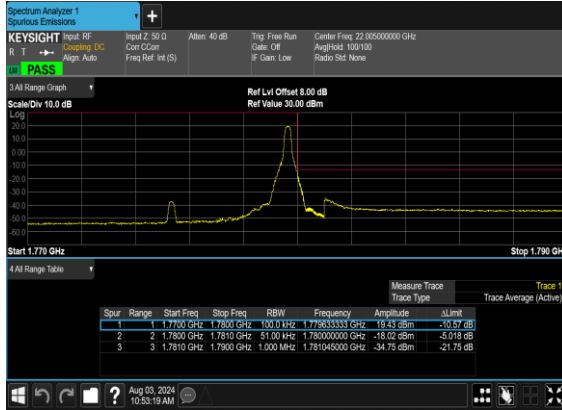 Spectrum Analyzer 1
Spurious Emissions
+
KEYSIGHT Input: RF Input Z: 50 Ω Atten: 40 dB Trig: Free Run Center Freq: 22.005000000 GHz
R T Coupling: DC Corr CCorr Gate: Off Avg|Hold: 100/100
Align: Auto Freq Ref: Int (S) IF Gain: Low Radio Std: None
PASS
3 All Range Graph
Ref Lvl Offset 8.00 dB
Scale/Div 10.0 dB Ref Value 30.00 dBm
Log
20.0
10.0
0.00
-10.0
-20.0
-30.0
-40.0
-50.0
-60.0
Start 1.770 GHz Stop 1.790 GH
4 All Range Table
Measure Trace Trace 1
Trace Type Trace Average (Active)
Spur Range Start Freq Stop Freq RBW Frequency Amplitude ΔLimit
1 1 1.7700 GHz 1.7800 GHz 100.0 kHz 1.779633333 GHz 19.43 dBm -10.57 dB
2 2 1.7800 GHz 1.7810 GHz 51.00 kHz 1.780000000 GHz -18.02 dBm -5.018 dB
3 3 1.7810 GHz 1.7900 GHz 1.000 MHz 1.781045000 GHz -34.75 dBm -21.75 dB
? Aug 03, 2024
10:53:19 AM